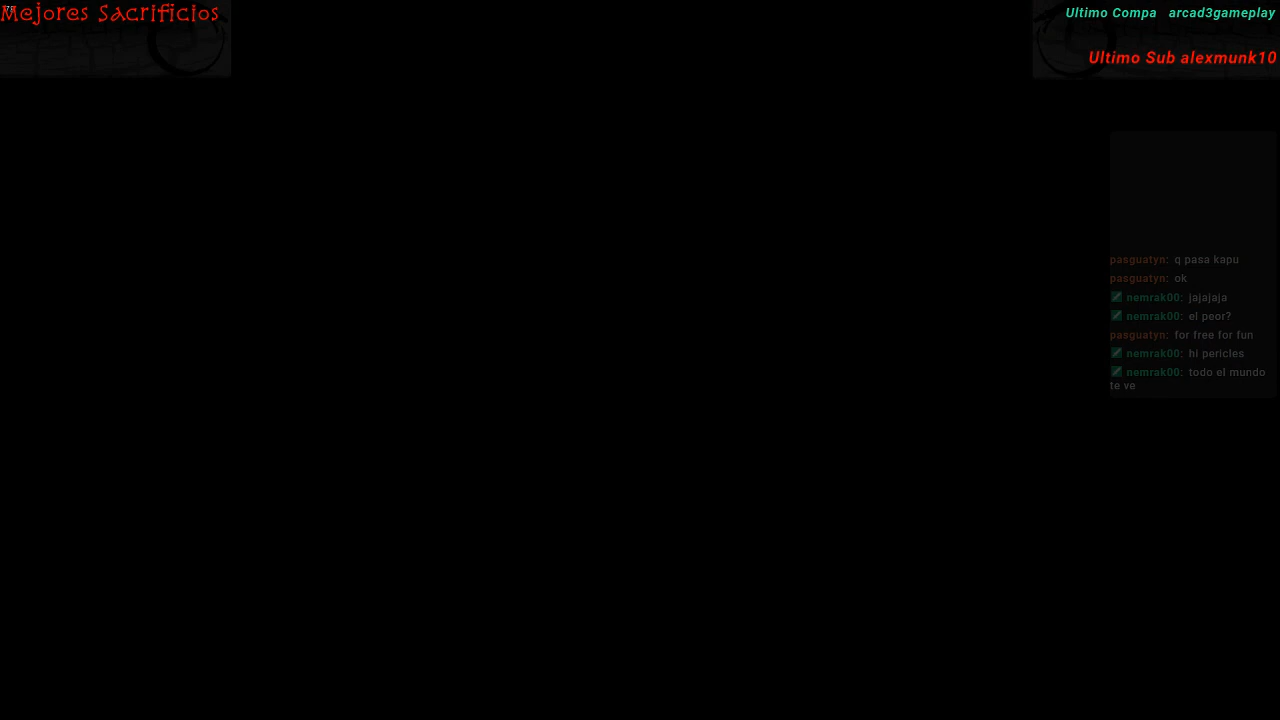 Mejores Sacrificios
Ultimo Compa arcad3gameplay
Ultimo Sub alexmunk10
pasguatyn: q pasa kapu
pasguatyn: ok
nemrak00: jajajaja
nemrak00: el peor?
pasguatyn: for free for fun
nemrak00: hi pericles
nemrak00: todo el mundo
te ve